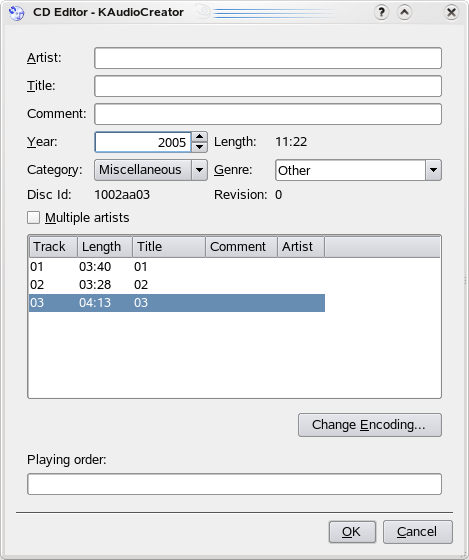 CD Editor - KAudioCreator ?
Artist:
Title:
Comment:
Year: 2005 Length: 11:22
Category: Miscellaneous Genre: Other
Disc Id: 1002aa03 Revision: 0
Multiple artists
Track Length Title Comment Artist
01 03:40 01
02 03:28 02
03 04:13 03
Change Encoding...
Playing order:
OK Cancel